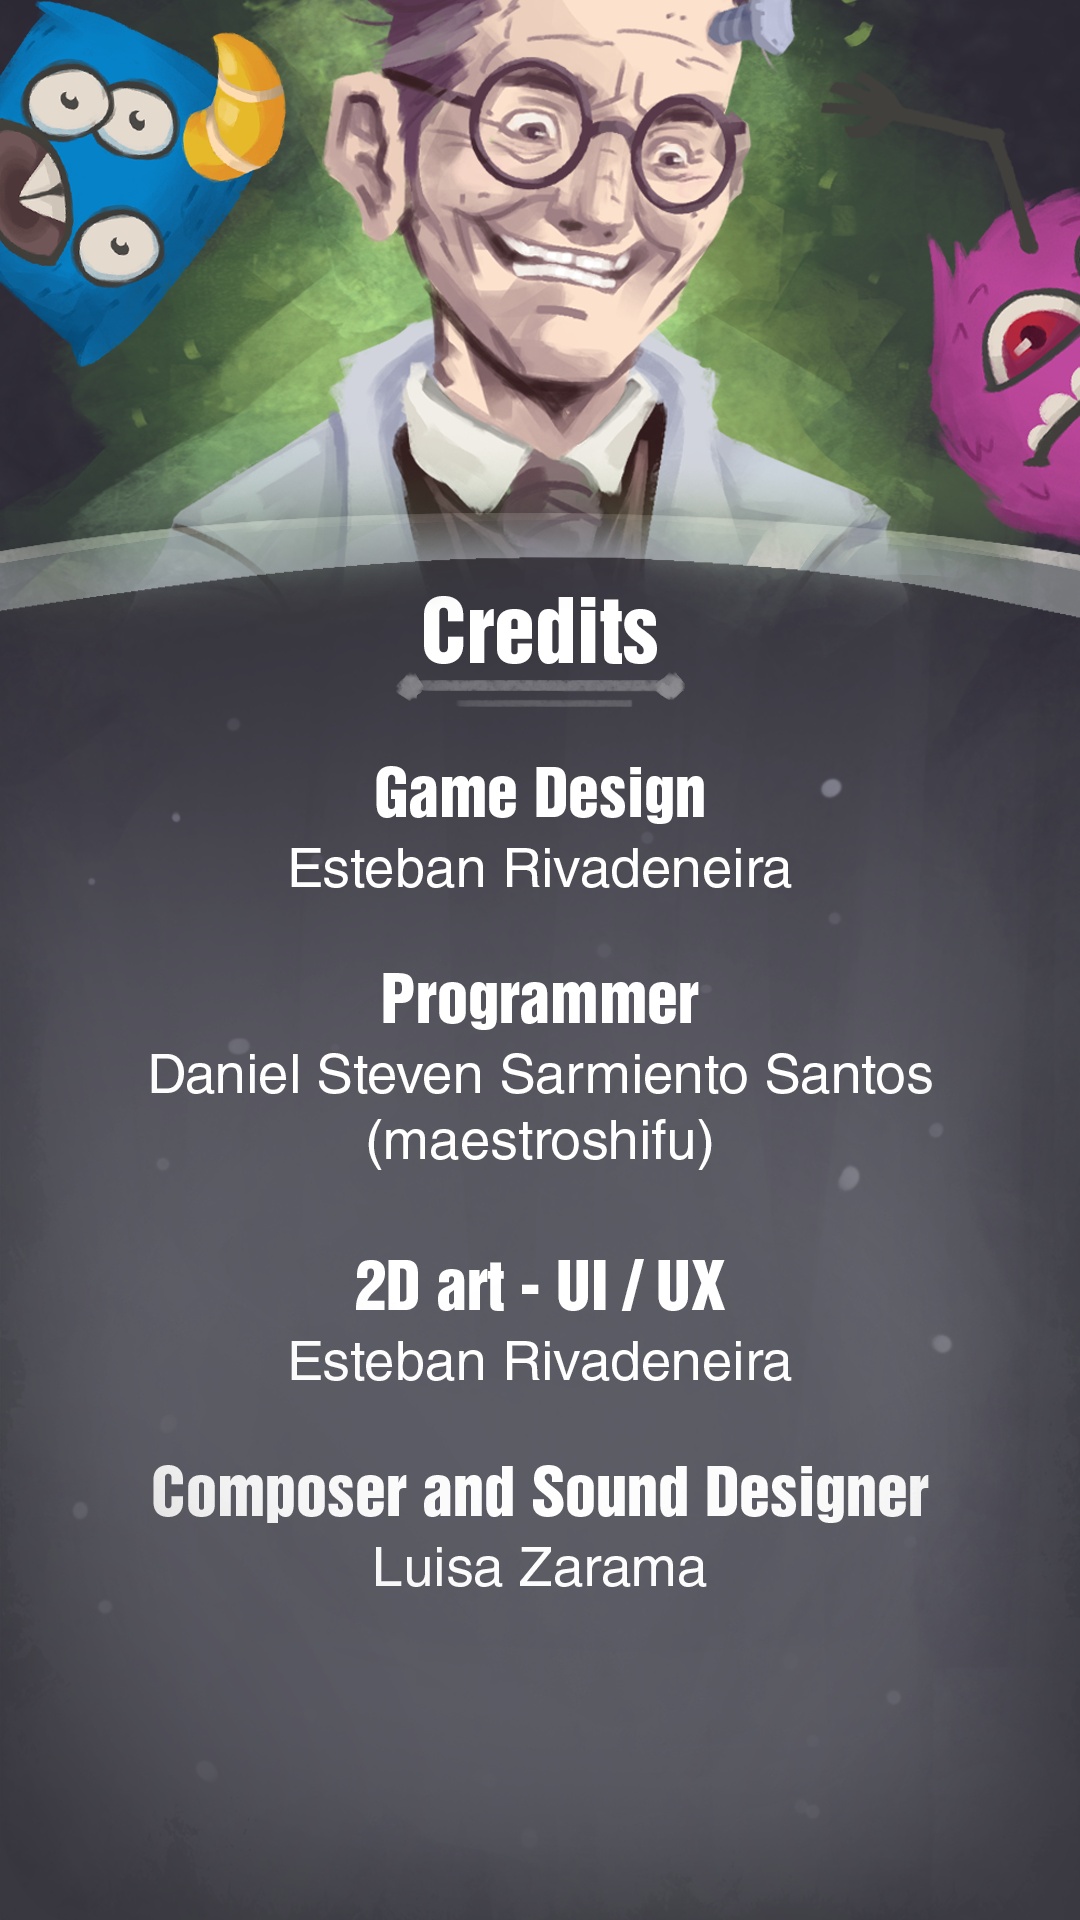 Credits
Game Design
Esteban Rivadeneira
Programmer
Daniel Steven Sarmiento Santos
(maestroshifu)
2D art - UI / UX
Esteban Rivadeneira
Composer and Sound Designer
Luisa Zarama